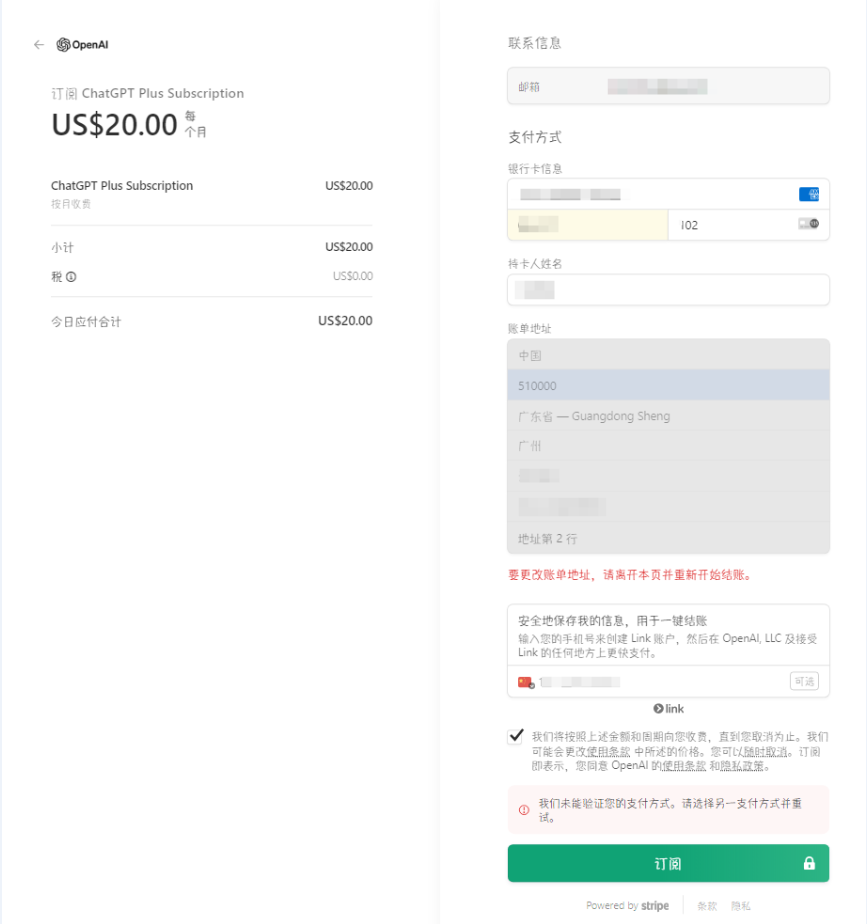 OpenAI
订阅 ChatGPT Plus Subscription
US$20.00 每
个月
ChatGPT Plus Subscription US$20.00
按月收费
小计 US$20.00
税 US$0.00
今日应付合计 US$20.00
联系信息
邮箱
支付方式
银行卡信息
102
持卡人姓名
账单地址
中国
510000
广东省 — Guangdong Sheng
广州
地址第 2 行
要更改账单地址，请离开本页并重新开始结账。
安全地保存我的信息，用于一键结账
输入您的手机号来创建 Link 账户，然后在 OpenAI, LLC 及接受
Link 的任何地方上更快支付。
可选
link
我们将按照上述金额和周期向您收费，直到您取消为止。我们
可能会更改使用条款 中所述的价格。您可以随时取消。订阅
即表示，您同意 OpenAI 的使用条款 和隐私政策。
我们未能验证您的支付方式。请选择另一支付方式并重
试。
订阅
Powered by stripe 条款 隐私